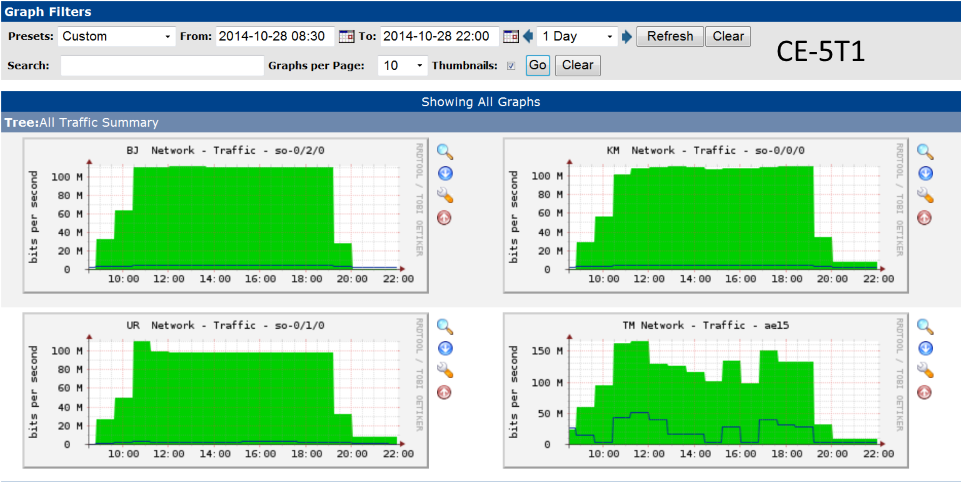 Graph Filters
Presets: Custom From: 2014-10-28 08:30 To: 2014-10-28 22:00 1 Day Refresh Clear
CE-5T1
Search: Graphs per Page: 10 Thumbnails: Go Clear
Showing All Graphs
Tree:All Traffic Summary
BJ Network - Traffic - so-0/2/0
bits per second
100 M
80 M
60 M
40 M
20 M
0
10:00 12:00 14:00 16:00 18:00 20:00 22:00
RRDTOOL / TOBI OETIKER
KM Network - Traffic - so-0/0/0
bits per second
100 M
80 M
60 M
40 M
20 M
0
10:00 12:00 14:00 16:00 18:00 20:00 22:00
RRDTOOL / TOBI OETIKER
UR Network - Traffic - so-0/1/0
bits per second
100 M
80 M
60 M
40 M
20 M
0
10:00 12:00 14:00 16:00 18:00 20:00 22:00
RRDTOOL / TOBI OETIKER
TM Network - Traffic - ae15
bits per second
150 M
100 M
50 M
0
10:00 12:00 14:00 16:00 18:00 20:00 22:00
RRDTOOL / TOBI OETIKER